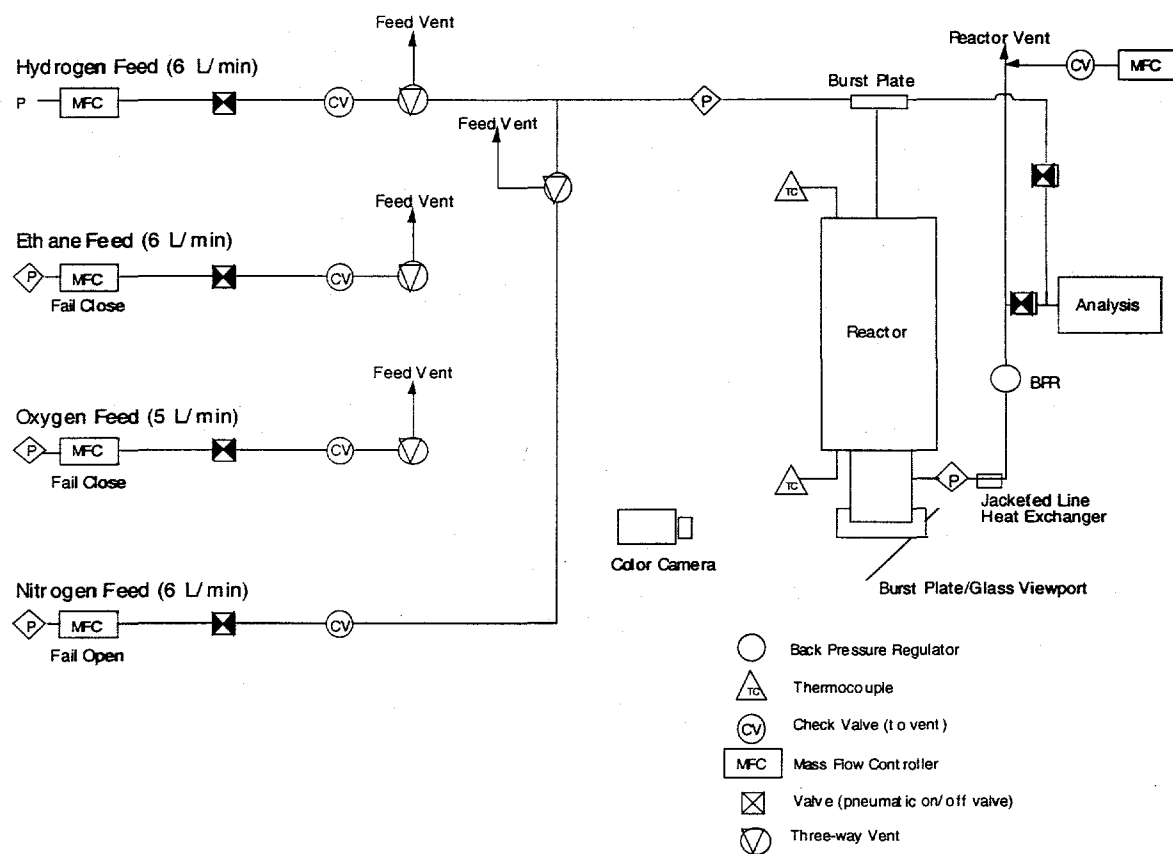 Feed Vent
Reactor Vent
CV
MFC
Hydrogen Feed (6 L/min)
P
MFC
CV
P
Burst Plate
Feed Vent
TC
Feed Vent
Ethane Feed (6 L/min)
P
MFC
CV
Fail Close
Analysis
Reactor
BPR
Feed Vent
Oxygen Feed (5 L/min)
P
MFC
CV
Fail Close
TC
P
Jacketed Line
Heat Exchanger
Color Camera
Burst Plate/Glass Viewport
Nitrogen Feed (6 L/min)
P
MFC
CV
Fail Open
Back Pressure Regulator
TC
Thermocouple
CV
Check Valve (to vent)
MFC
Mass Flow Controller
Valve (pneumatic on/off valve)
Three-way Vent